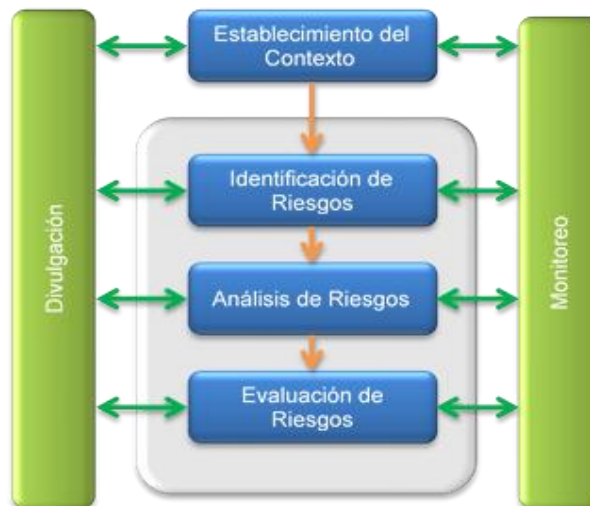 Establecimiento del
Contexto
Identificación de
Riesgos
Análisis de Riesgos
Evaluación de
Riesgos
Divulgación
Monitoreo